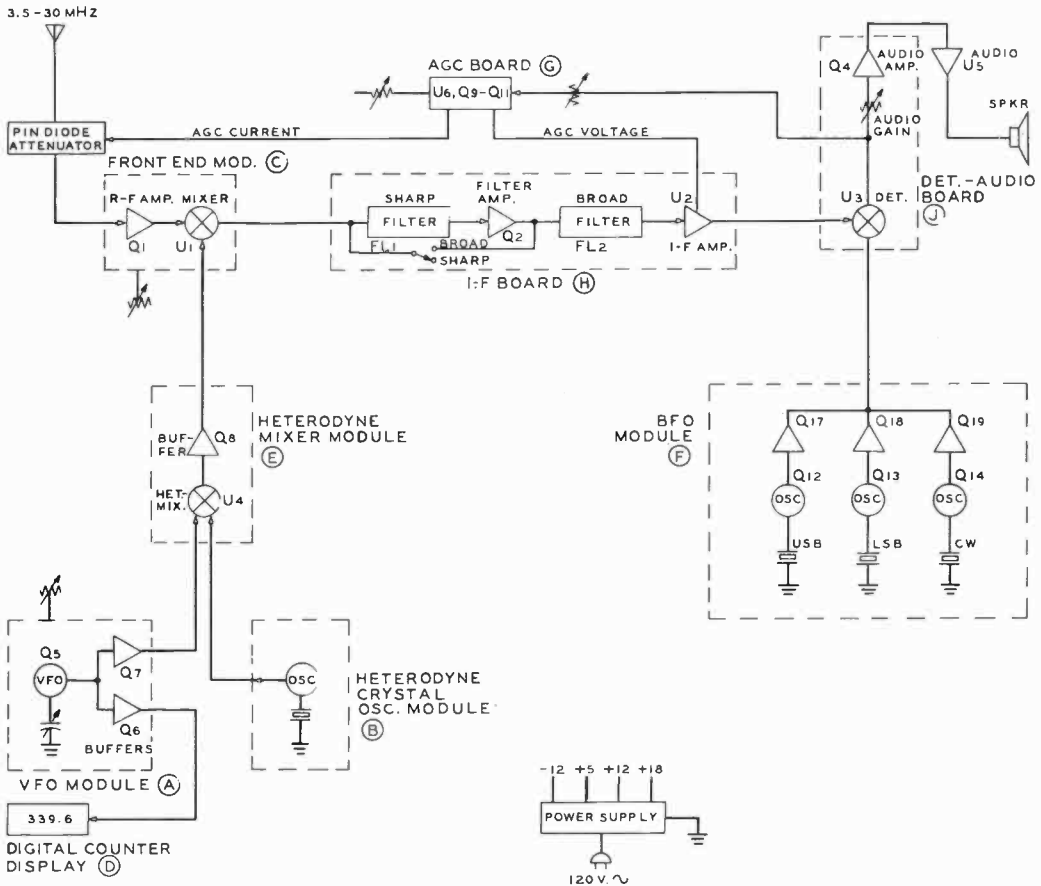 3.5-30 MHZ
PIN DIODE
ATTENUATOR
AGC CURRENT
AGC BOARD G
U6, Q9-Q11
AGC VOLTAGE
Q4
AUDIO
AMP.
AUDIO
U5
AUDIO
GAIN
SPKR
FRONT END MOD. C
R-F AMP.
MIXER
Q1
U1
SHARP
FILTER
FL1
FILTER
AMP.
Q2
BROAD
SHARP
BROAD
FILTER
FL2
U2
I-F AMP.
I-F BOARD H
U3
DET.
DET.-AUDIO
BOARD
J
BUF-
FER
Q8
HETERODYNE
MIXER MODULE
E
HET-
MIX.
U4
BFO
MODULE
F
Q17
Q18
Q19
Q12
Q13
Q14
OSC
OSC
OSC
USB
LSB
CW
Q5
VFO
Q7
Q6
BUFFERS
VFO MODULE A
OSC
HETERODYNE
CRYSTAL
OSC. MODULE
B
339.6
DIGITAL COUNTER
DISPLAY D
-12 +5 +12 +18
POWER SUPPLY
120 V. ~